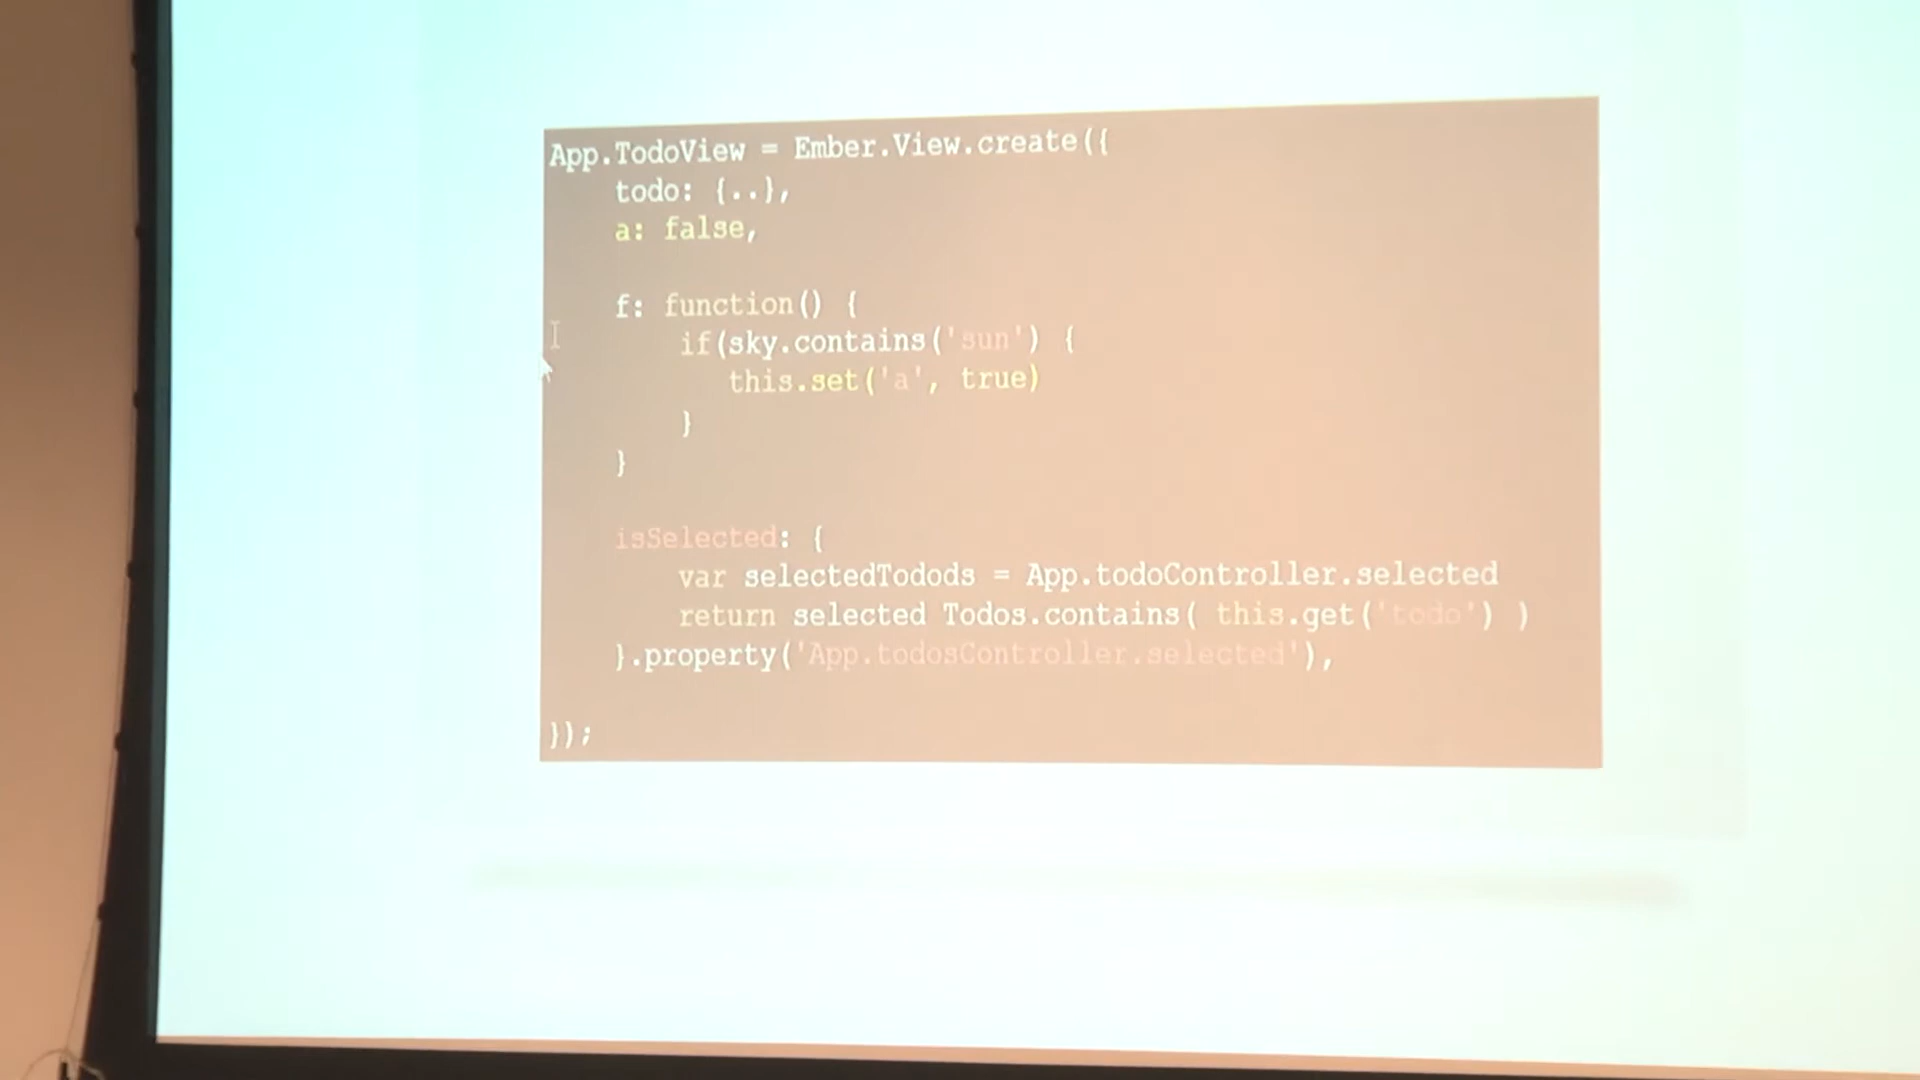 App.TodoView = Ember.View.create({
todo: {..},
a: false,
f: function() {
if(sky.contains('sun') {
this.set('a', true)
}
}
isSelected: {
var selectedTodods = App.todoController.selected
return selected Todos.contains( this.get('todo') )
}.property('App.todosController.selected'),
});